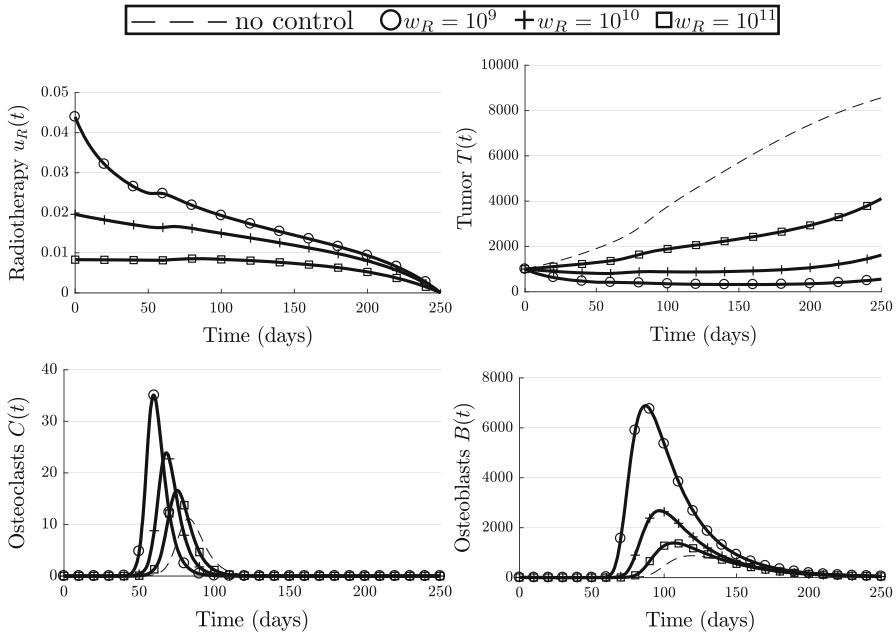 no control w_R = 10^9 w_R = 10^10 w_R = 10^11
Radiotherapy u_R(t)
0.05
0.04
0.03
0.02
0.01
0
0 50 100 150 200 250
Time (days)
Tumor T(t)
10000
8000
6000
4000
2000
0
0 50 100 150 200 250
Time (days)
Osteoclasts C(t)
40
30
20
10
0
0 50 100 150 200 250
Time (days)
Osteoblasts B(t)
8000
6000
4000
2000
0
0 50 100 150 200 250
Time (days)